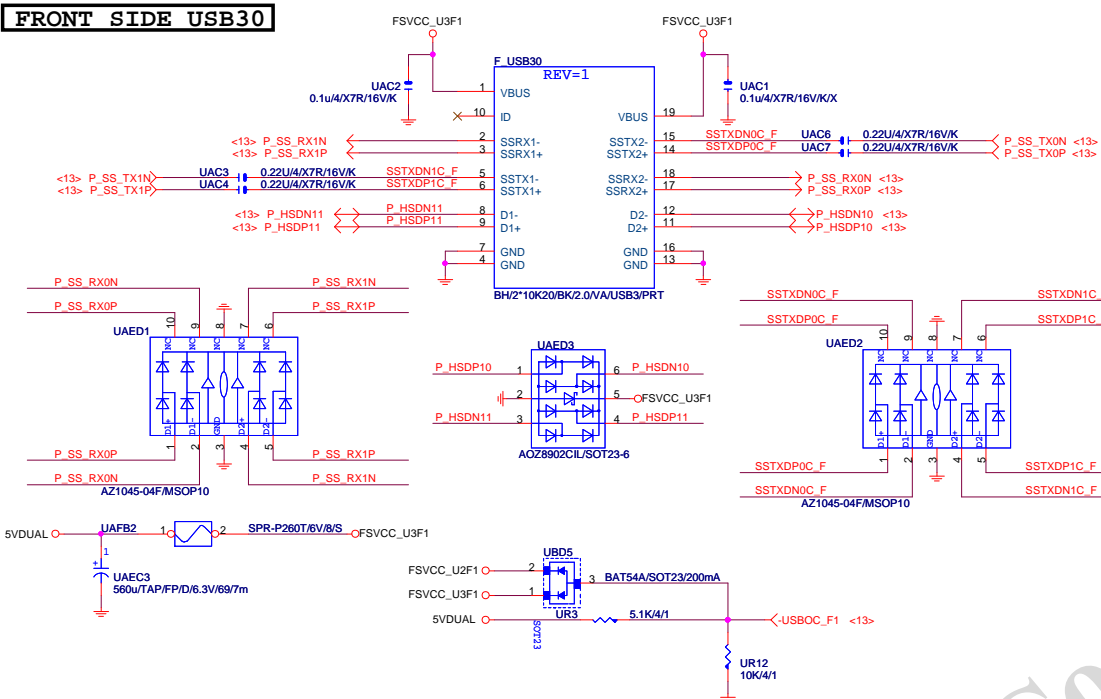 FRONT SIDE USB30
FSVCC_U3F1
FSVCC_U3F1
F_USB30
REV=1
UAC2
0.1u/4/X7R/16V/K
UAC1
0.1u/4/X7R/16V/K/X
1 VBUS
10 ID
VBUS 19
<13> P_SS_RX1N
2 SSRX1-
<13> P_SS_RX1P
3 SSRX1+
SSTX2- 15
SSTXDN0C_F UAC6 0.22U/4/X7R/16V/K P_SS_TX0N <13>
SSTX2+ 14
SSTXDP0C_F UAC7 0.22U/4/X7R/16V/K P_SS_TX0P <13>
<13> P_SS_TX1N UAC3 0.22U/4/X7R/16V/K SSTXDN1C_F
5 SSTX1-
<13> P_SS_TX1P UAC4 0.22U/4/X7R/16V/K SSTXDP1C_F
6 SSTX1+
SSRX2- 18 P_SS_RX0N <13>
SSRX2+ 17 P_SS_RX0P <13>
<13> P_HSDN11 P_HSDN11 8 D1-
<13> P_HSDP11 P_HSDP11 9 D1+
D2- 12 P_HSDN10 <13>
D2+ 11 P_HSDP10 <13>
7 GND
4 GND
GND 16
GND 13
BH/2*10K20/BK/2.0/VA/USB3/PRT
P_SS_RX0N
P_SS_RX1N
P_SS_RX0P
P_SS_RX1P
UAED1
10 9 8 7 6
NC NC NC NC
D1+ D1- GND D2+ D2-
1 2 3 4 5
P_SS_RX0P
P_SS_RX1P
P_SS_RX0N
P_SS_RX1N
AZ1045-04F/MSOP10
UAED3
P_HSDP10 1
6 P_HSDN10
2
5 FSVCC_U3F1
P_HSDN11 3
4 P_HSDP11
AOZ8902CIL/SOT23-6
SSTXDN0C_F
SSTXDN1C_
SSTXDP0C_F
SSTXDP1C_
UAED2
10 9 8 7 6
NC NC NC NC
D1+ D1- GND D2+ D2-
1 2 3 4 5
SSTXDP0C_F
SSTXDP1C_F
SSTXDN0C_F
SSTXDN1C_F
AZ1045-04F/MSOP10
5VDUAL
UAFB2 1 2 SPR-P260T/6V/8/S FSVCC_U3F1
1
+
UAEC3
560u/TAP/FP/D/6.3V/69/7m
UBD5
FSVCC_U2F1 2
3 BAT54A/SOT23/200mA
FSVCC_U3F1 1
5VDUAL
UR3 5.1K/4/1
SOT23
-USBOC_F1 <13>
UR12
10K/4/1
Co